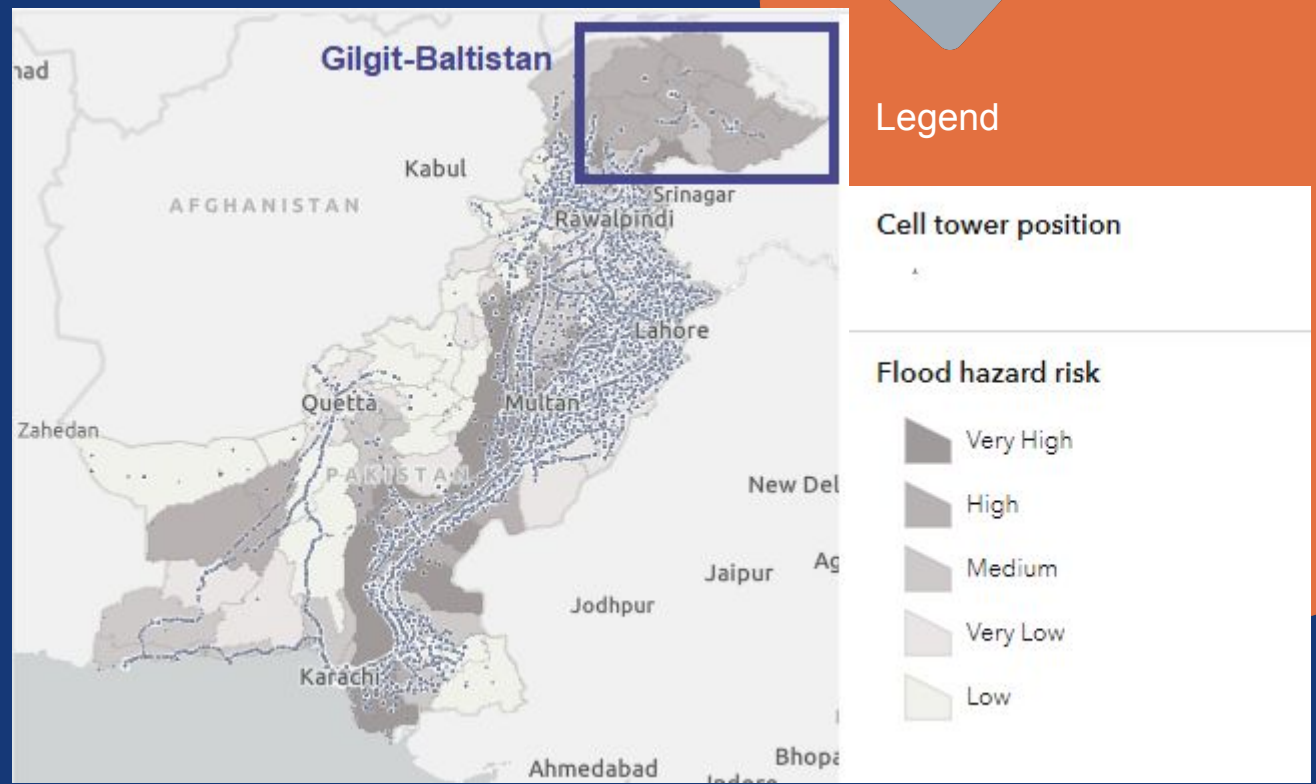 Gilgit-Baltistan
Kabul
AFGHANISTAN
Srinagar
Rawalpindi
Lahore
Quetta
Multan
Zahedan
PAKISTAN
New Del
Jaipur
Ag
Jodhpur
Karachi
Ahmedabad
Bhopa
Indore
Legend
Cell tower position
Flood hazard risk
Very High
High
Medium
Very Low
Low